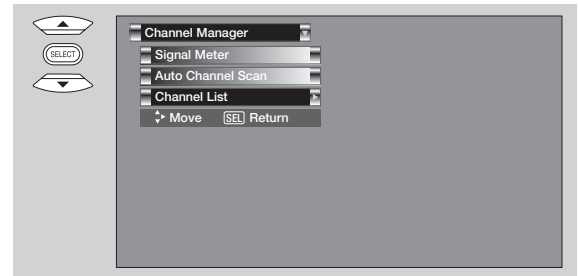 SELECT
Channel Manager
Signal Meter
Auto Channel Scan
Channel List
Move SEL Return